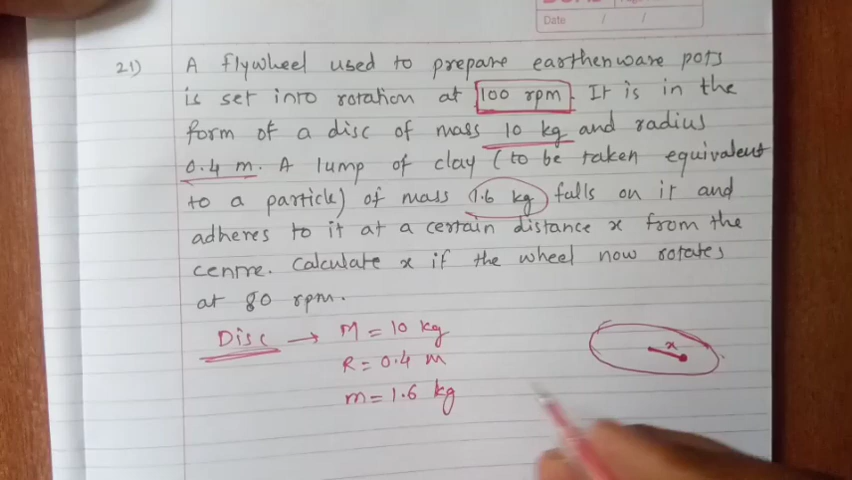 Date / /
21) A flywheel used to prepare earthenware pots
is set into rotation at 100 rpm. It is in the
form of a disc of mass 10 kg and radius
0.4 m. A lump of clay (to be taken equivalent
to a particle) of mass 1.6 kg falls on it and
adheres to it at a certain distance x from the
centre. Calculate x if the wheel now rotates
at 80 rpm.
Disc → M = 10 kg
R = 0.4 m
m = 1.6 kg
x